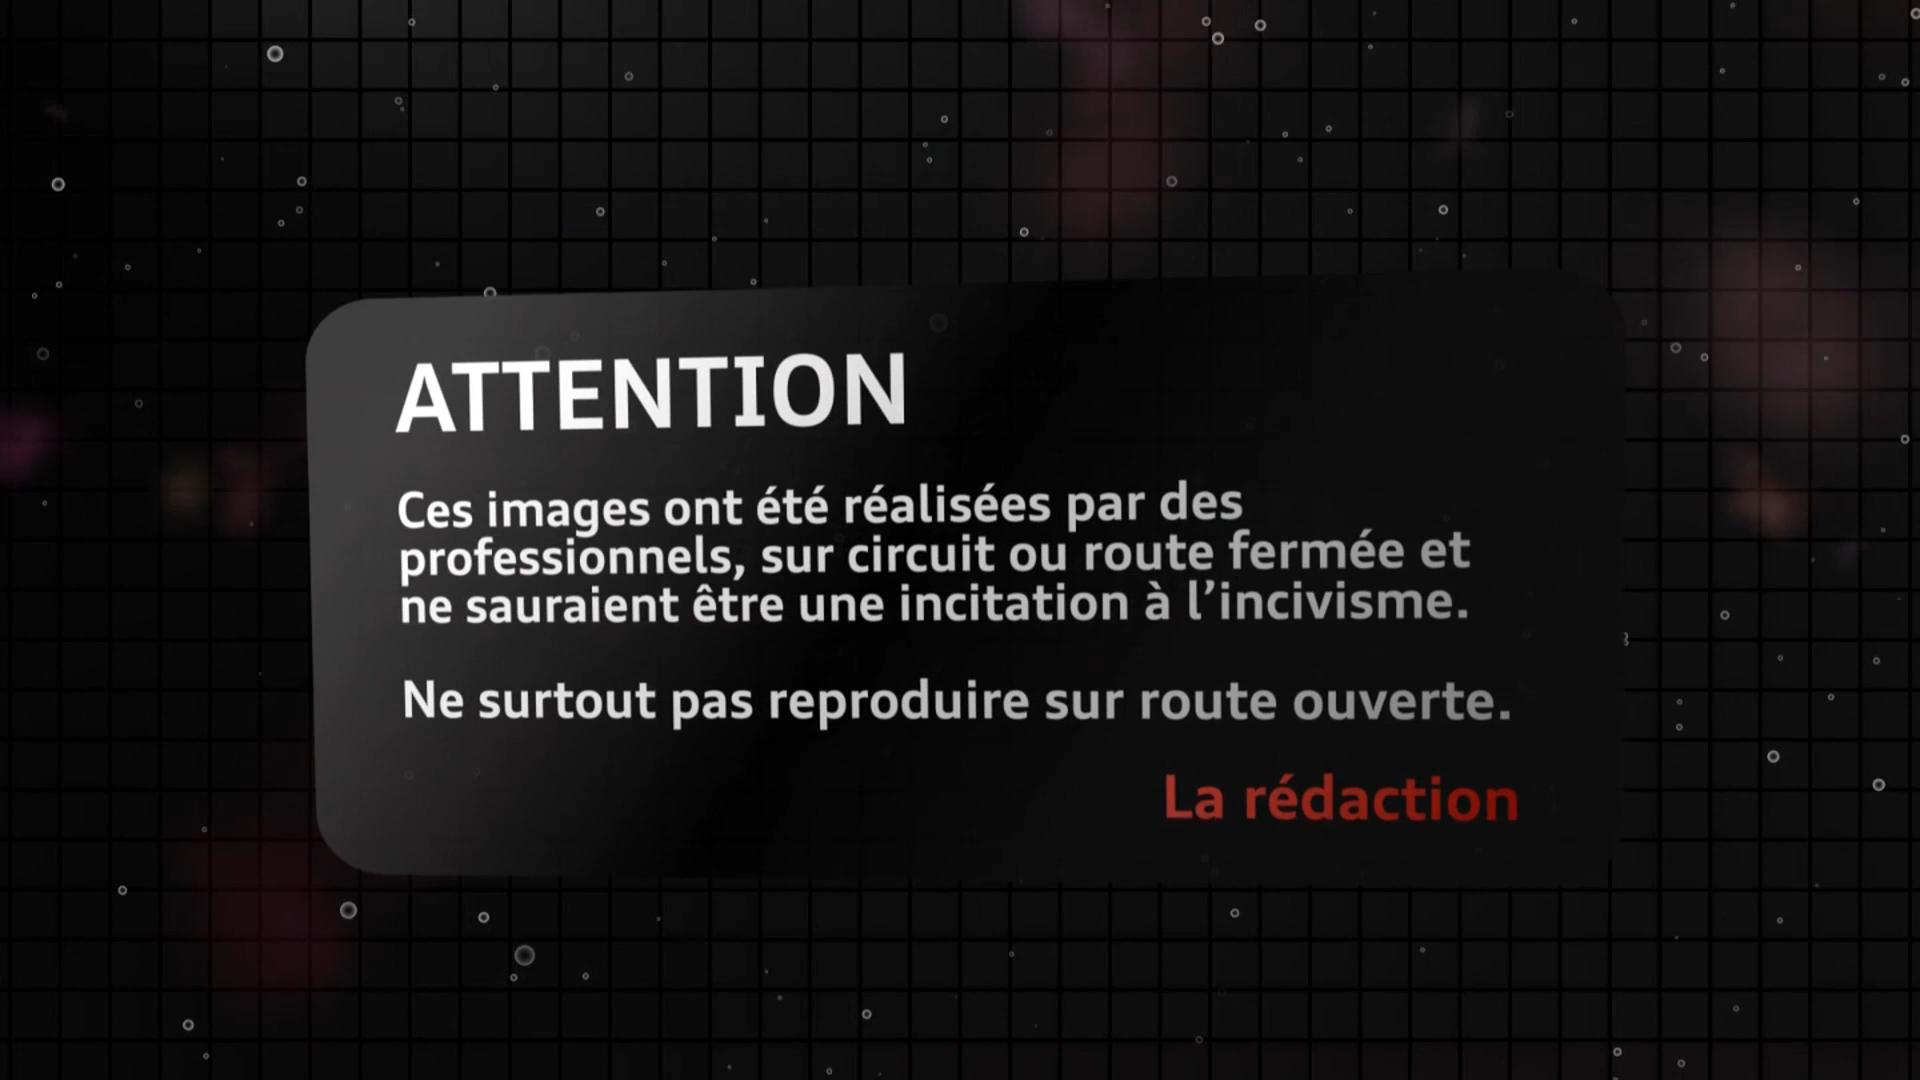 ATTENTION
Ces images ont été réalisées par des
professionnels, sur circuit ou route fermée et
ne sauraient être une incitation à l’incivisme.
Ne surtout pas reproduire sur route ouverte.
La rédaction